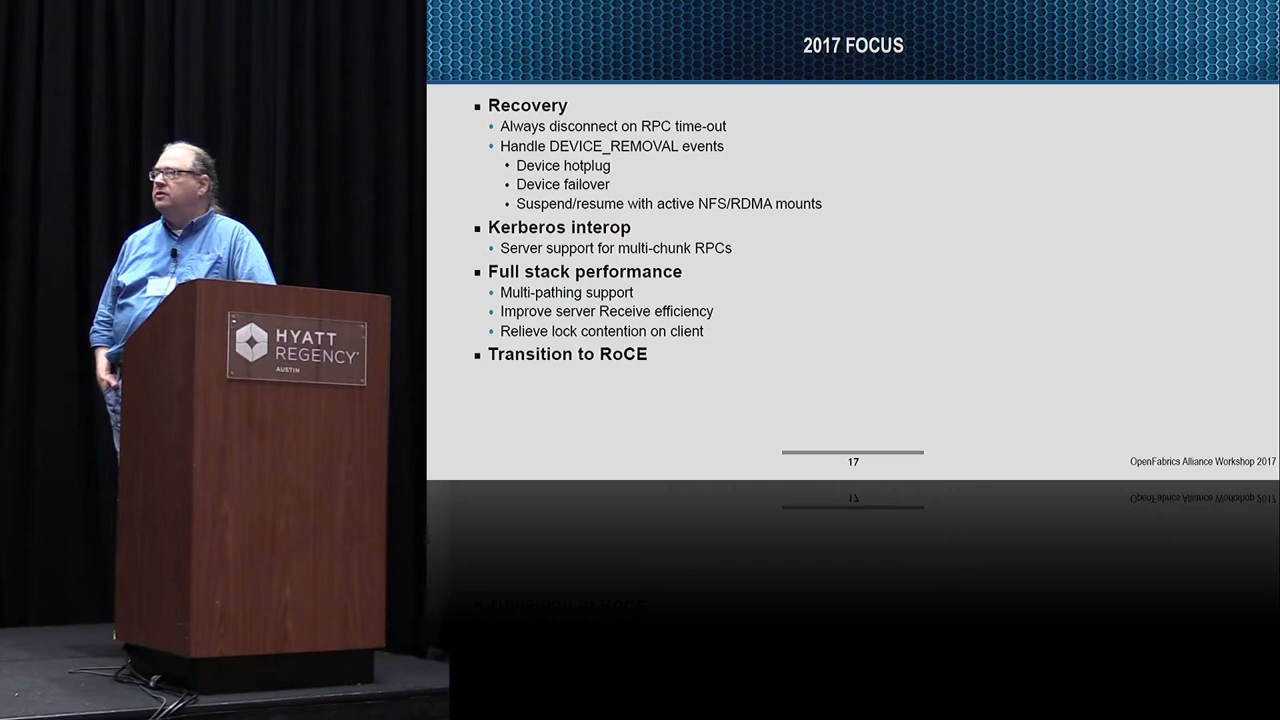 2017 FOCUS
▪ Recovery
• Always disconnect on RPC time-out
• Handle DEVICE_REMOVAL events
• Device hotplug
• Device failover
• Suspend/resume with active NFS/RDMA mounts
▪ Kerberos interop
• Server support for multi-chunk RPCs
▪ Full stack performance
• Multi-pathing support
• Improve server Receive efficiency
• Relieve lock contention on client
▪ Transition to RoCE
17
OpenFabrics Alliance Workshop 2017
HYATT
REGENCY
AUSTIN